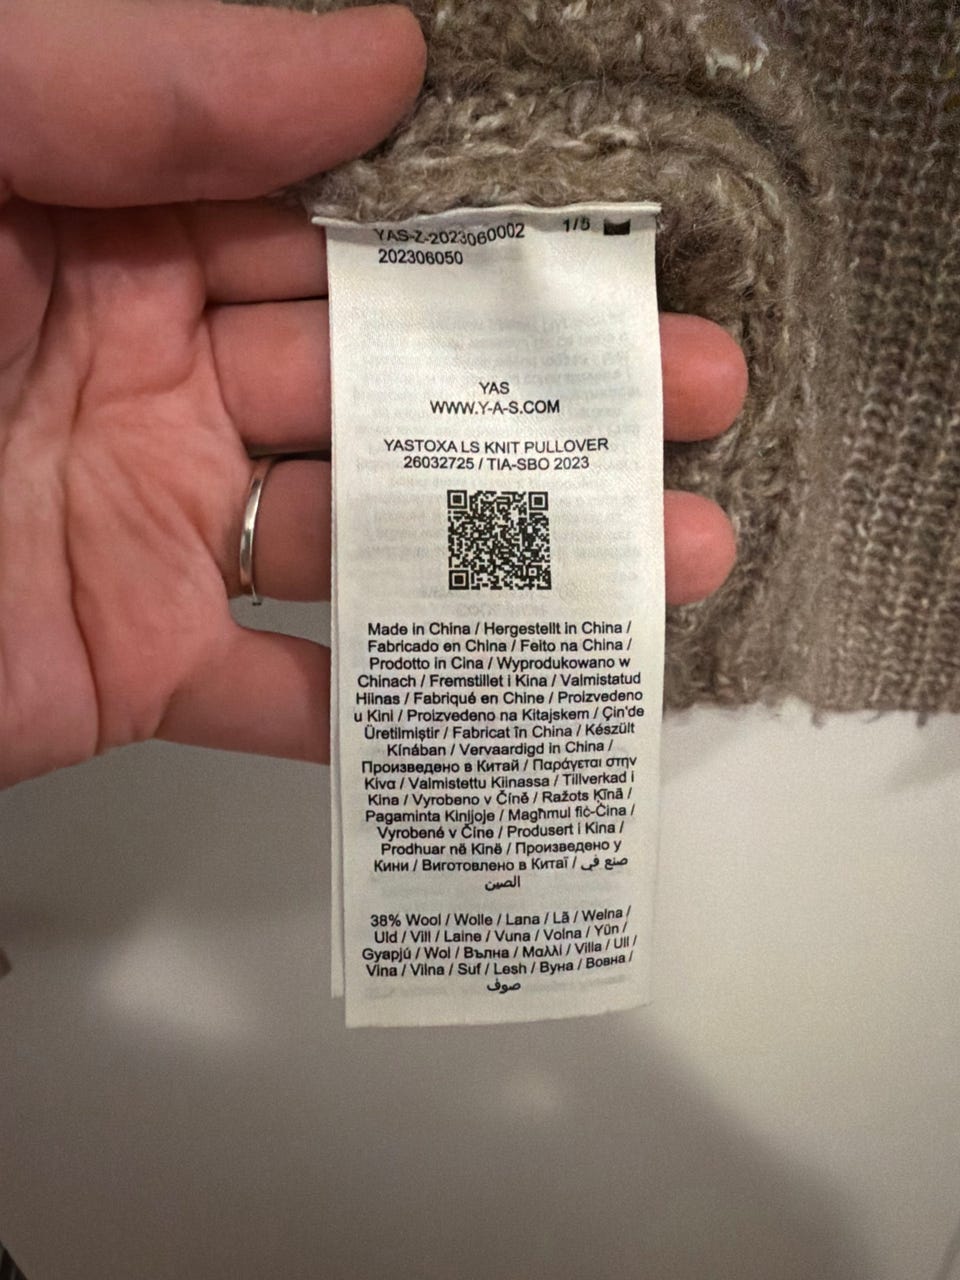 YAS-Z-2023060002 1/5
202306050
YAS
WWW.Y-A-S.COM
YASTOXA LS KNIT PULLOVER
26032725 / TIA-SBO 2023
Made in China / Hergestellt in China /
Fabricado en China / Feito na China /
Prodotto in Cina / Wyprodukowano w
Chinach / Fremstillet i Kina / Valmistatud
Hiinas / Fabriqué en Chine / Proizvedeno
u Kini / Proizvedeno na Kitajskem / Çin'de
Üretilmiştir / Fabricat în China / Készült
Kínában / Vervaardigd in China /
Произведено в Китай / Παράγεται στην
Κίνα / Valmistettu Kiinassa / Tillverkad i
Kina / Vyrobeno v Číně / Ražots Ķīnā /
Pagaminta Kinijoje / Magħmul fiċ-Ċina /
Vyrobené v Číne / Produsert i Kina /
Prodhuar në Kinë / Произведено у
Кини / Виготовлено в Китаї / صنع في
الصين
38% Wool / Wolle / Lana / Lã / Wełna /
Uld / Vill / Laine / Vuna / Volna / Yün /
Gyapjú / Wol / Вълна / Μαλλί / Villa / Ull /
Vlna / Vilna / Suf / Lesh / Вуна / Вовна /
صوف